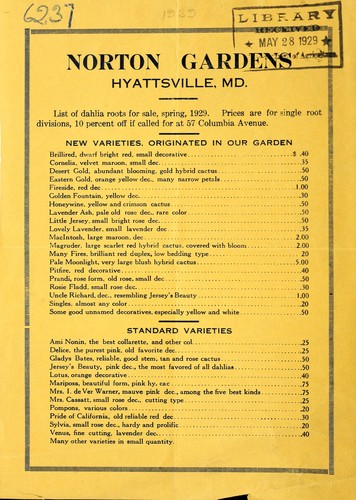 6237
1929
LIBRARY
RECEIVED
★ MAY 28 1929 ★
NORTON GARDENS
HYATTSVILLE, MD.
List of dahlia roots for sale, spring, 1929. Prices are for single root
divisions, 10 percent off if called for at 57 Columbia Avenue.
NEW VARIETIES, ORIGINATED IN OUR GARDEN
Brillired, dwarf bright red, small decorative $ .40
Cornelia, velvet maroon, small dec. .35
Desert Gold, abundant blooming, gold hybrid cactus .50
Eastern Gold, orange yellow dec., many narrow petals .50
Fireside, red dec 1.00
Golden Fountain, yellow dec. .30
Honeywine, yellow and crimson cactus .50
Lavender Ash, pale old rose dec., rare color .50
Little Jersey, small bright rose dec. .50
Lovely Lavender, small lavender dec .35
MacIntosh, large maroon, dec 2.00
Magruder, large scarlet red hybrid cactus, covered with bloom 2.00
Many Fires, brilliant red duplex, low bedding type .20
Pale Moonlight, very large blush hybrid cactus 5.00
Pitfire, red decorative .40
Prandi, rose form, old rose, small dec .50
Rosie Fladd, small rose dec. .30
Uncle Richard, dec., resembling Jersey's Beauty 1.00
Singles, almost any color .20
Some good unnamed decoratives, especially yellow and white .50
STANDARD VARIETIES
Ami Nonin, the best collarette, and other col. .25
Delice, the purest pink, old favorite dec. .25
Gladys Bates, reliable, good stem, tan and rose cactus .50
Jersey's Beauty, pink dec., the most favored of all dahlias .50
Lotus, orange decorative .40
Mariposa, beautiful form, pink hy, cac .75
Mrs. I. de Ver Warner, mauve pink dec., among the five best kinds .75
Mrs. Cassatt, small rose dec., cutting type .25
Pompons, various colors .20
Pride of California, old reliable red dec .30
Sylvia, small rose dec., hardy and prolific .20
Venus, fine cutting, lavender dec. .40
Many other varieties in small quantity.